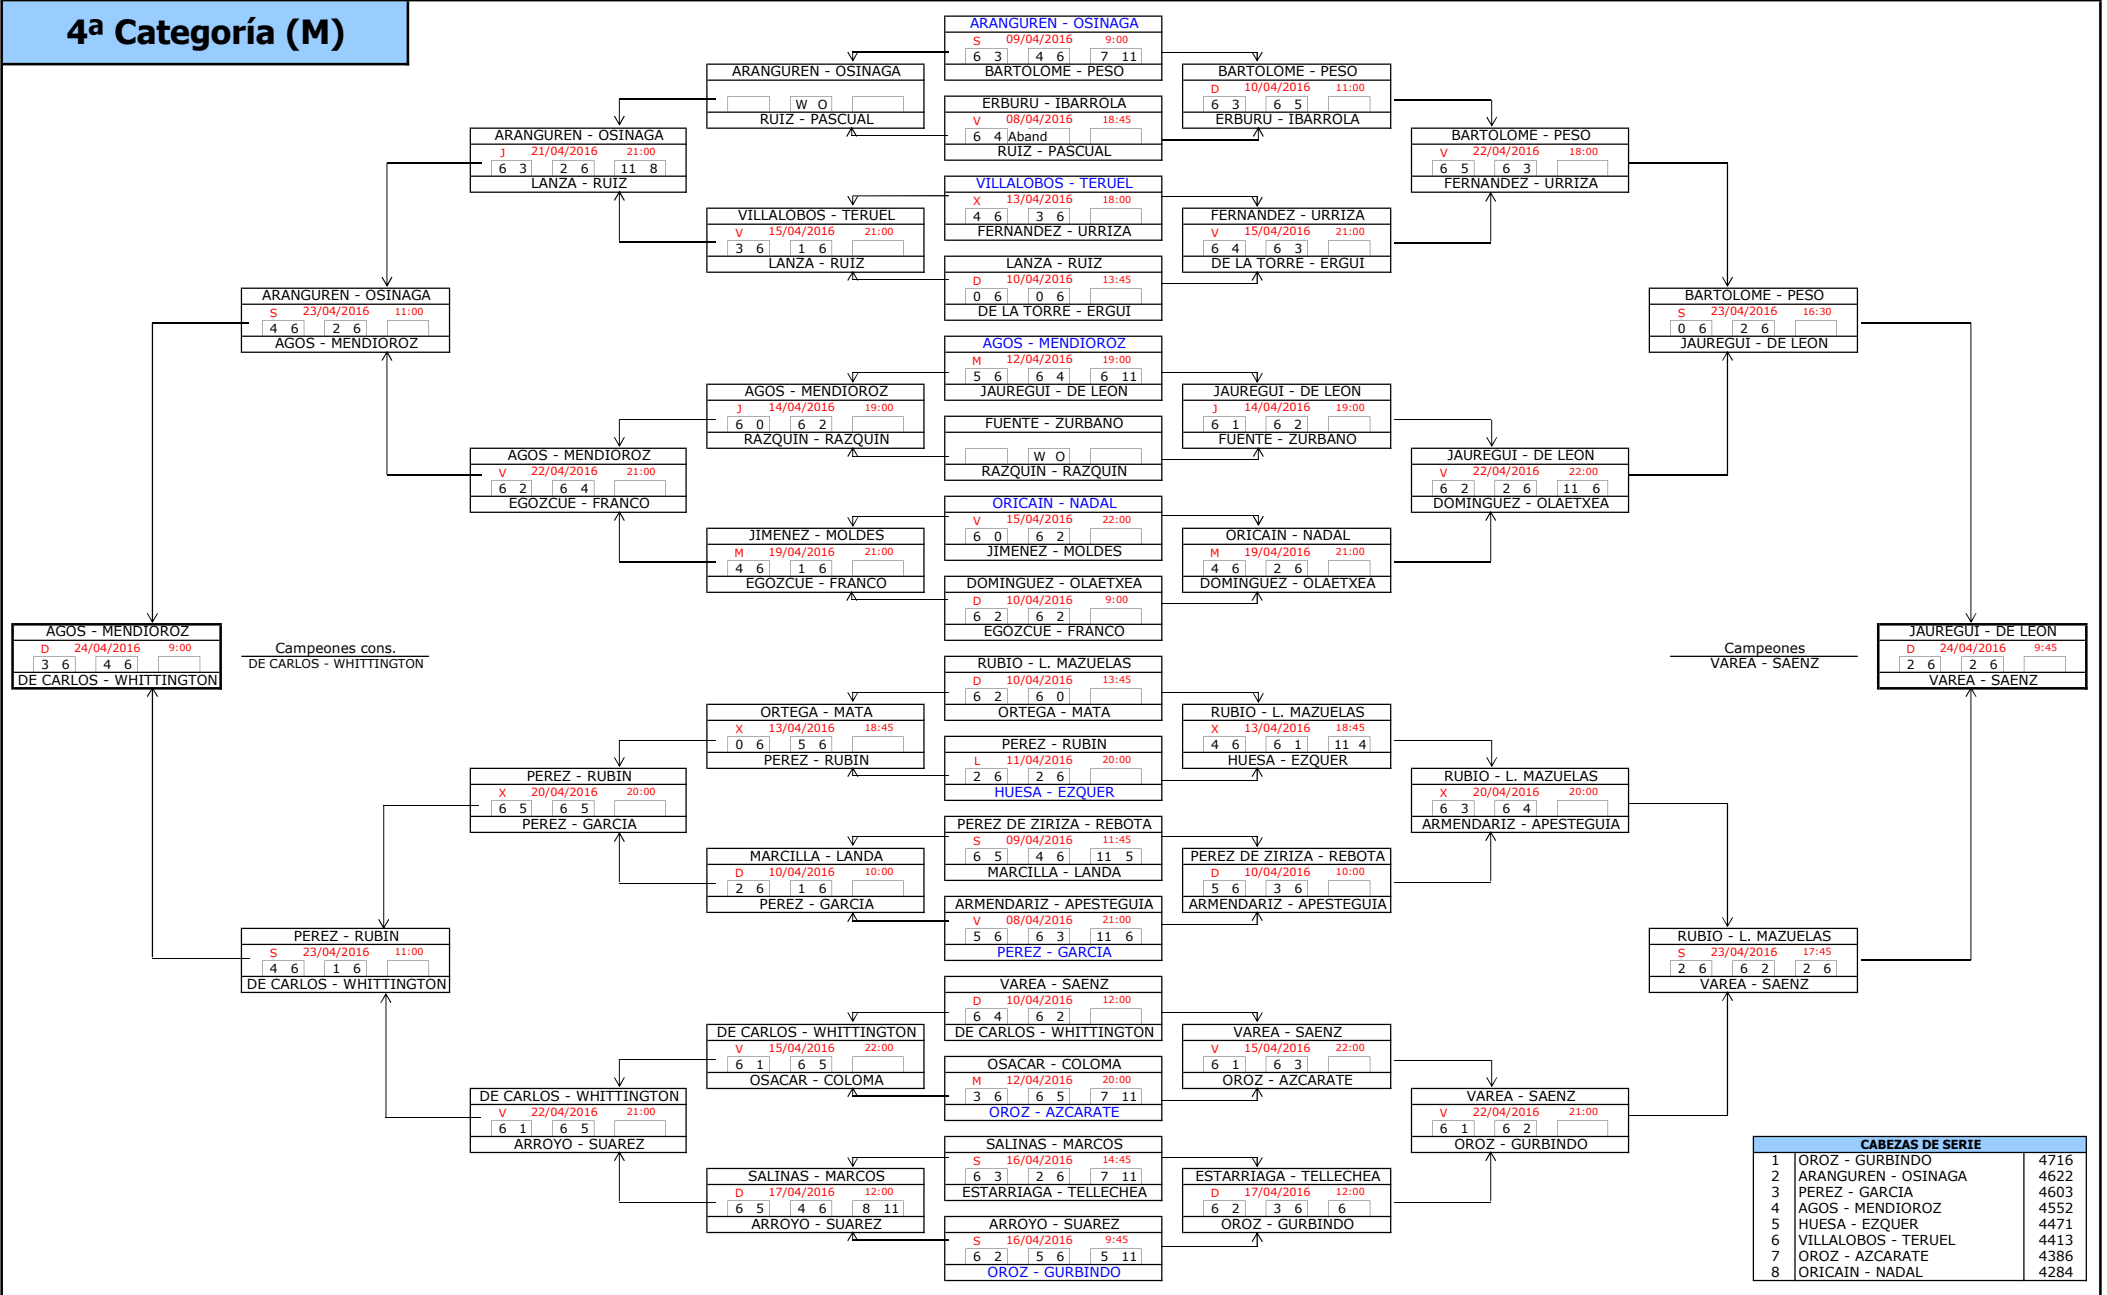 4ª Categoría (M)
AGOS - MENDIOROZ
D 24/04/2016 9:00
3 6 4 6
DE CARLOS - WHITTINGTON
Campeones cons.
DE CARLOS - WHITTINGTON
ARANGUREN - OSINAGA
S 23/04/2016 11:00
4 6 2 6
AGOS - MENDIOROZ
PEREZ - RUBIN
S 23/04/2016 11:00
4 6 1 6
DE CARLOS - WHITTINGTON
ARANGUREN - OSINAGA
J 21/04/2016 21:00
6 3 2 6 11 8
LANZA - RUIZ
AGOS - MENDIOROZ
V 22/04/2016 21:00
6 2 6 4
EGOZCUE - FRANCO
PEREZ - RUBIN
X 20/04/2016 20:00
6 5 6 5
PEREZ - GARCIA
DE CARLOS - WHITTINGTON
V 22/04/2016 21:00
6 1 6 5
ARROYO - SUAREZ
ARANGUREN - OSINAGA
W O
RUIZ - PASCUAL
VILLALOBOS - TERUEL
V 15/04/2016 21:00
3 6 1 6
LANZA - RUIZ
AGOS - MENDIOROZ
J 14/04/2016 19:00
6 0 6 2
RAZQUIN - RAZQUIN
JIMENEZ - MOLDES
M 19/04/2016 21:00
4 6 1 6
EGOZCUE - FRANCO
ORTEGA - MATA
X 13/04/2016 18:45
0 6 5 6
PEREZ - RUBIN
MARCILLA - LANDA
D 10/04/2016 10:00
2 6 1 6
PEREZ - GARCIA
DE CARLOS - WHITTINGTON
V 15/04/2016 22:00
6 1 6 5
OSACAR - COLOMA
SALINAS - MARCOS
D 17/04/2016 12:00
6 5 4 6 8 11
ARROYO - SUAREZ
ARANGUREN - OSINAGA
S 09/04/2016 9:00
6 3 4 6 7 11
BARTOLOME - PESO
ERBURU - IBARROLA
V 08/04/2016 18:45
6 4 Aband
RUIZ - PASCUAL
VILLALOBOS - TERUEL
X 13/04/2016 18:00
4 6 3 6
FERNANDEZ - URRIZA
LANZA - RUIZ
D 10/04/2016 13:45
0 6 0 6
DE LA TORRE - ERGUI
AGOS - MENDIOROZ
M 12/04/2016 19:00
5 6 6 4 6 11
JAUREGUI - DE LEON
FUENTE - ZURBANO
W O
RAZQUIN - RAZQUIN
ORICAIN - NADAL
V 15/04/2016 22:00
6 0 6 2
JIMENEZ - MOLDES
DOMINGUEZ - OLAETXEA
D 10/04/2016 9:00
6 2 6 2
EGOZCUE - FRANCO
RUBIO - L. MAZUELAS
D 10/04/2016 13:45
6 2 6 0
ORTEGA - MATA
PEREZ - RUBIN
L 11/04/2016 20:00
2 6 2 6
HUESA - EZQUER
PEREZ DE ZIRIZA - REBOTA
S 09/04/2016 11:45
6 5 4 6 11 5
MARCILLA - LANDA
ARMENDARIZ - APESTEGUIA
V 08/04/2016 21:00
5 6 6 3 11 6
PEREZ - GARCIA
VAREA - SAENZ
D 10/04/2016 12:00
6 4 6 2
DE CARLOS - WHITTINGTON
OSACAR - COLOMA
M 12/04/2016 20:00
3 6 6 5 7 11
OROZ - AZCARATE
SALINAS - MARCOS
S 16/04/2016 14:45
6 3 2 6 7 11
ESTARRIAGA - TELLECHEA
ARROYO - SUAREZ
S 16/04/2016 9:45
6 2 5 6 5 11
OROZ - GURBINDO
BARTOLOME - PESO
D 10/04/2016 11:00
6 3 6 5
ERBURU - IBARROLA
FERNANDEZ - URRIZA
V 15/04/2016 21:00
6 4 6 3
DE LA TORRE - ERGUI
JAUREGUI - DE LEON
J 14/04/2016 19:00
6 1 6 2
FUENTE - ZURBANO
ORICAIN - NADAL
M 19/04/2016 21:00
4 6 2 6
DOMINGUEZ - OLAETXEA
RUBIO - L. MAZUELAS
X 13/04/2016 18:45
4 6 6 1 11 4
HUESA - EZQUER
PEREZ DE ZIRIZA - REBOTA
D 10/04/2016 10:00
5 6 3 6
ARMENDARIZ - APESTEGUIA
VAREA - SAENZ
V 15/04/2016 22:00
6 1 6 3
OROZ - AZCARATE
ESTARRIAGA - TELLECHEA
D 17/04/2016 12:00
6 2 3 6 6
OROZ - GURBINDO
BARTOLOME - PESO
V 22/04/2016 18:00
6 5 6 3
FERNANDEZ - URRIZA
JAUREGUI - DE LEON
V 22/04/2016 22:00
6 2 2 6 11 6
DOMINGUEZ - OLAETXEA
RUBIO - L. MAZUELAS
X 20/04/2016 20:00
6 3 6 4
ARMENDARIZ - APESTEGUIA
VAREA - SAENZ
V 22/04/2016 21:00
6 1 6 2
OROZ - GURBINDO
BARTOLOME - PESO
S 23/04/2016 16:30
0 6 2 6
JAUREGUI - DE LEON
RUBIO - L. MAZUELAS
S 23/04/2016 17:45
2 6 6 2 2 6
VAREA - SAENZ
Campeones
VAREA - SAENZ
JAUREGUI - DE LEON
D 24/04/2016 9:45
2 6 2 6
VAREA - SAENZ
CABEZAS DE SERIE
1 OROZ - GURBINDO 4716
2 ARANGUREN - OSINAGA 4622
3 PEREZ - GARCIA 4603
4 AGOS - MENDIOROZ 4552
5 HUESA - EZQUER 4471
6 VILLALOBOS - TERUEL 4413
7 OROZ - AZCARATE 4386
8 ORICAIN - NADAL 4284